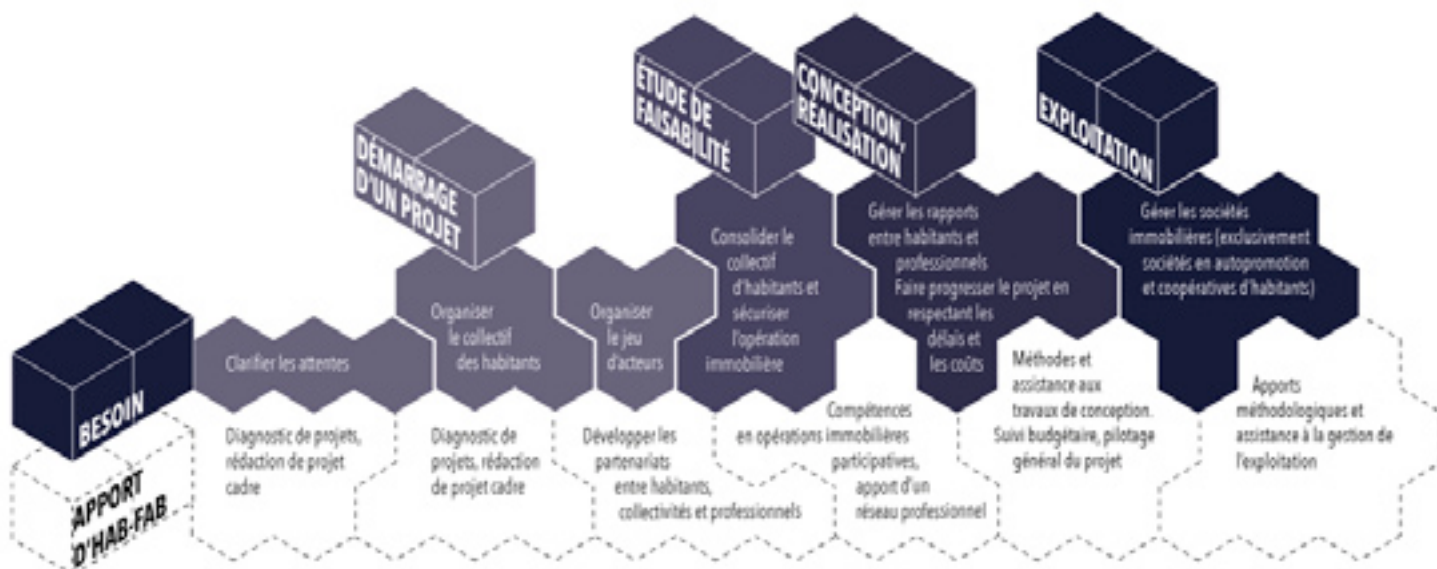 DÉMARRAGE
D'UN PROJET
ÉTUDE DE
FAISABILITÉ
CONCEPTION,
RÉALISATION
EXPLOITATION
BESOIN
Clarifier les attentes
Organiser
le collectif
des habitants
Organiser
le jeu
d'acteurs
Consolider le
collectif
d'habitants et
sécuriser
l'opération
immobilière
Gérer les rapports
entre habitants et
professionnels
Faire progresser le projet en
respectant les
délais et
les coûts
Gérer les sociétés
immobilières (exclusivement
sociétés en autopromotion
et coopératives d'habitants)
APPORT
D'HAB-FAB
Diagnostic de projets,
rédaction de projet
cadre
Diagnostic de
projets, rédaction
de projet cadre
Développer les
partenariats
entre habitants,
collectivités et professionnels
Compétences
en opérations immobilières
participatives,
apport d'un
réseau professionnel
Méthodes et
assistance aux
travaux de conception.
Suivi budgétaire, pilotage
général du projet
Apports
méthodologiques et
assistance à la gestion de
l'exploitation